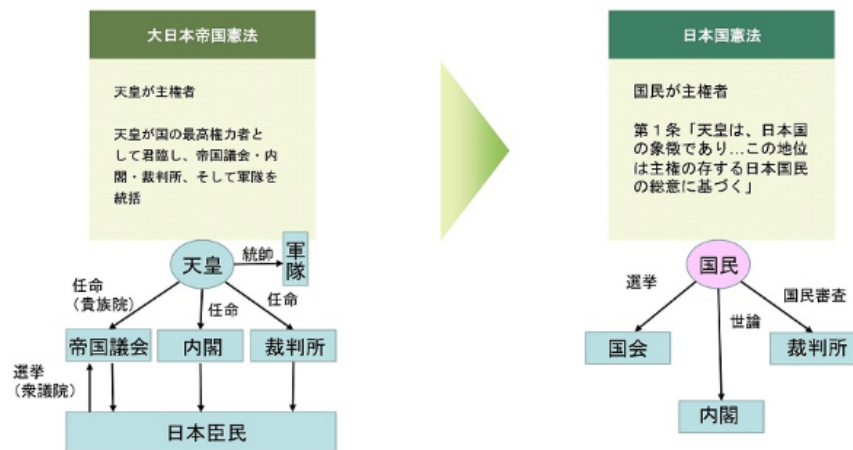 大日本帝国憲法
天皇が主権者
天皇が国の最高権力者と
して君臨し、帝国議会・内
閣・裁判所、そして軍隊を
統括
天皇
統帥
軍隊
任命
（貴族院）
任命
任命
帝国議会
内閣
裁判所
選挙
（衆議院）
日本臣民
日本国憲法
国民が主権者
第１条「天皇は、日本国
の象徴であり…この地位
は主権の存する日本国民
の総意に基づく」
国民
選挙
世論
国民審査
国会
裁判所
内閣